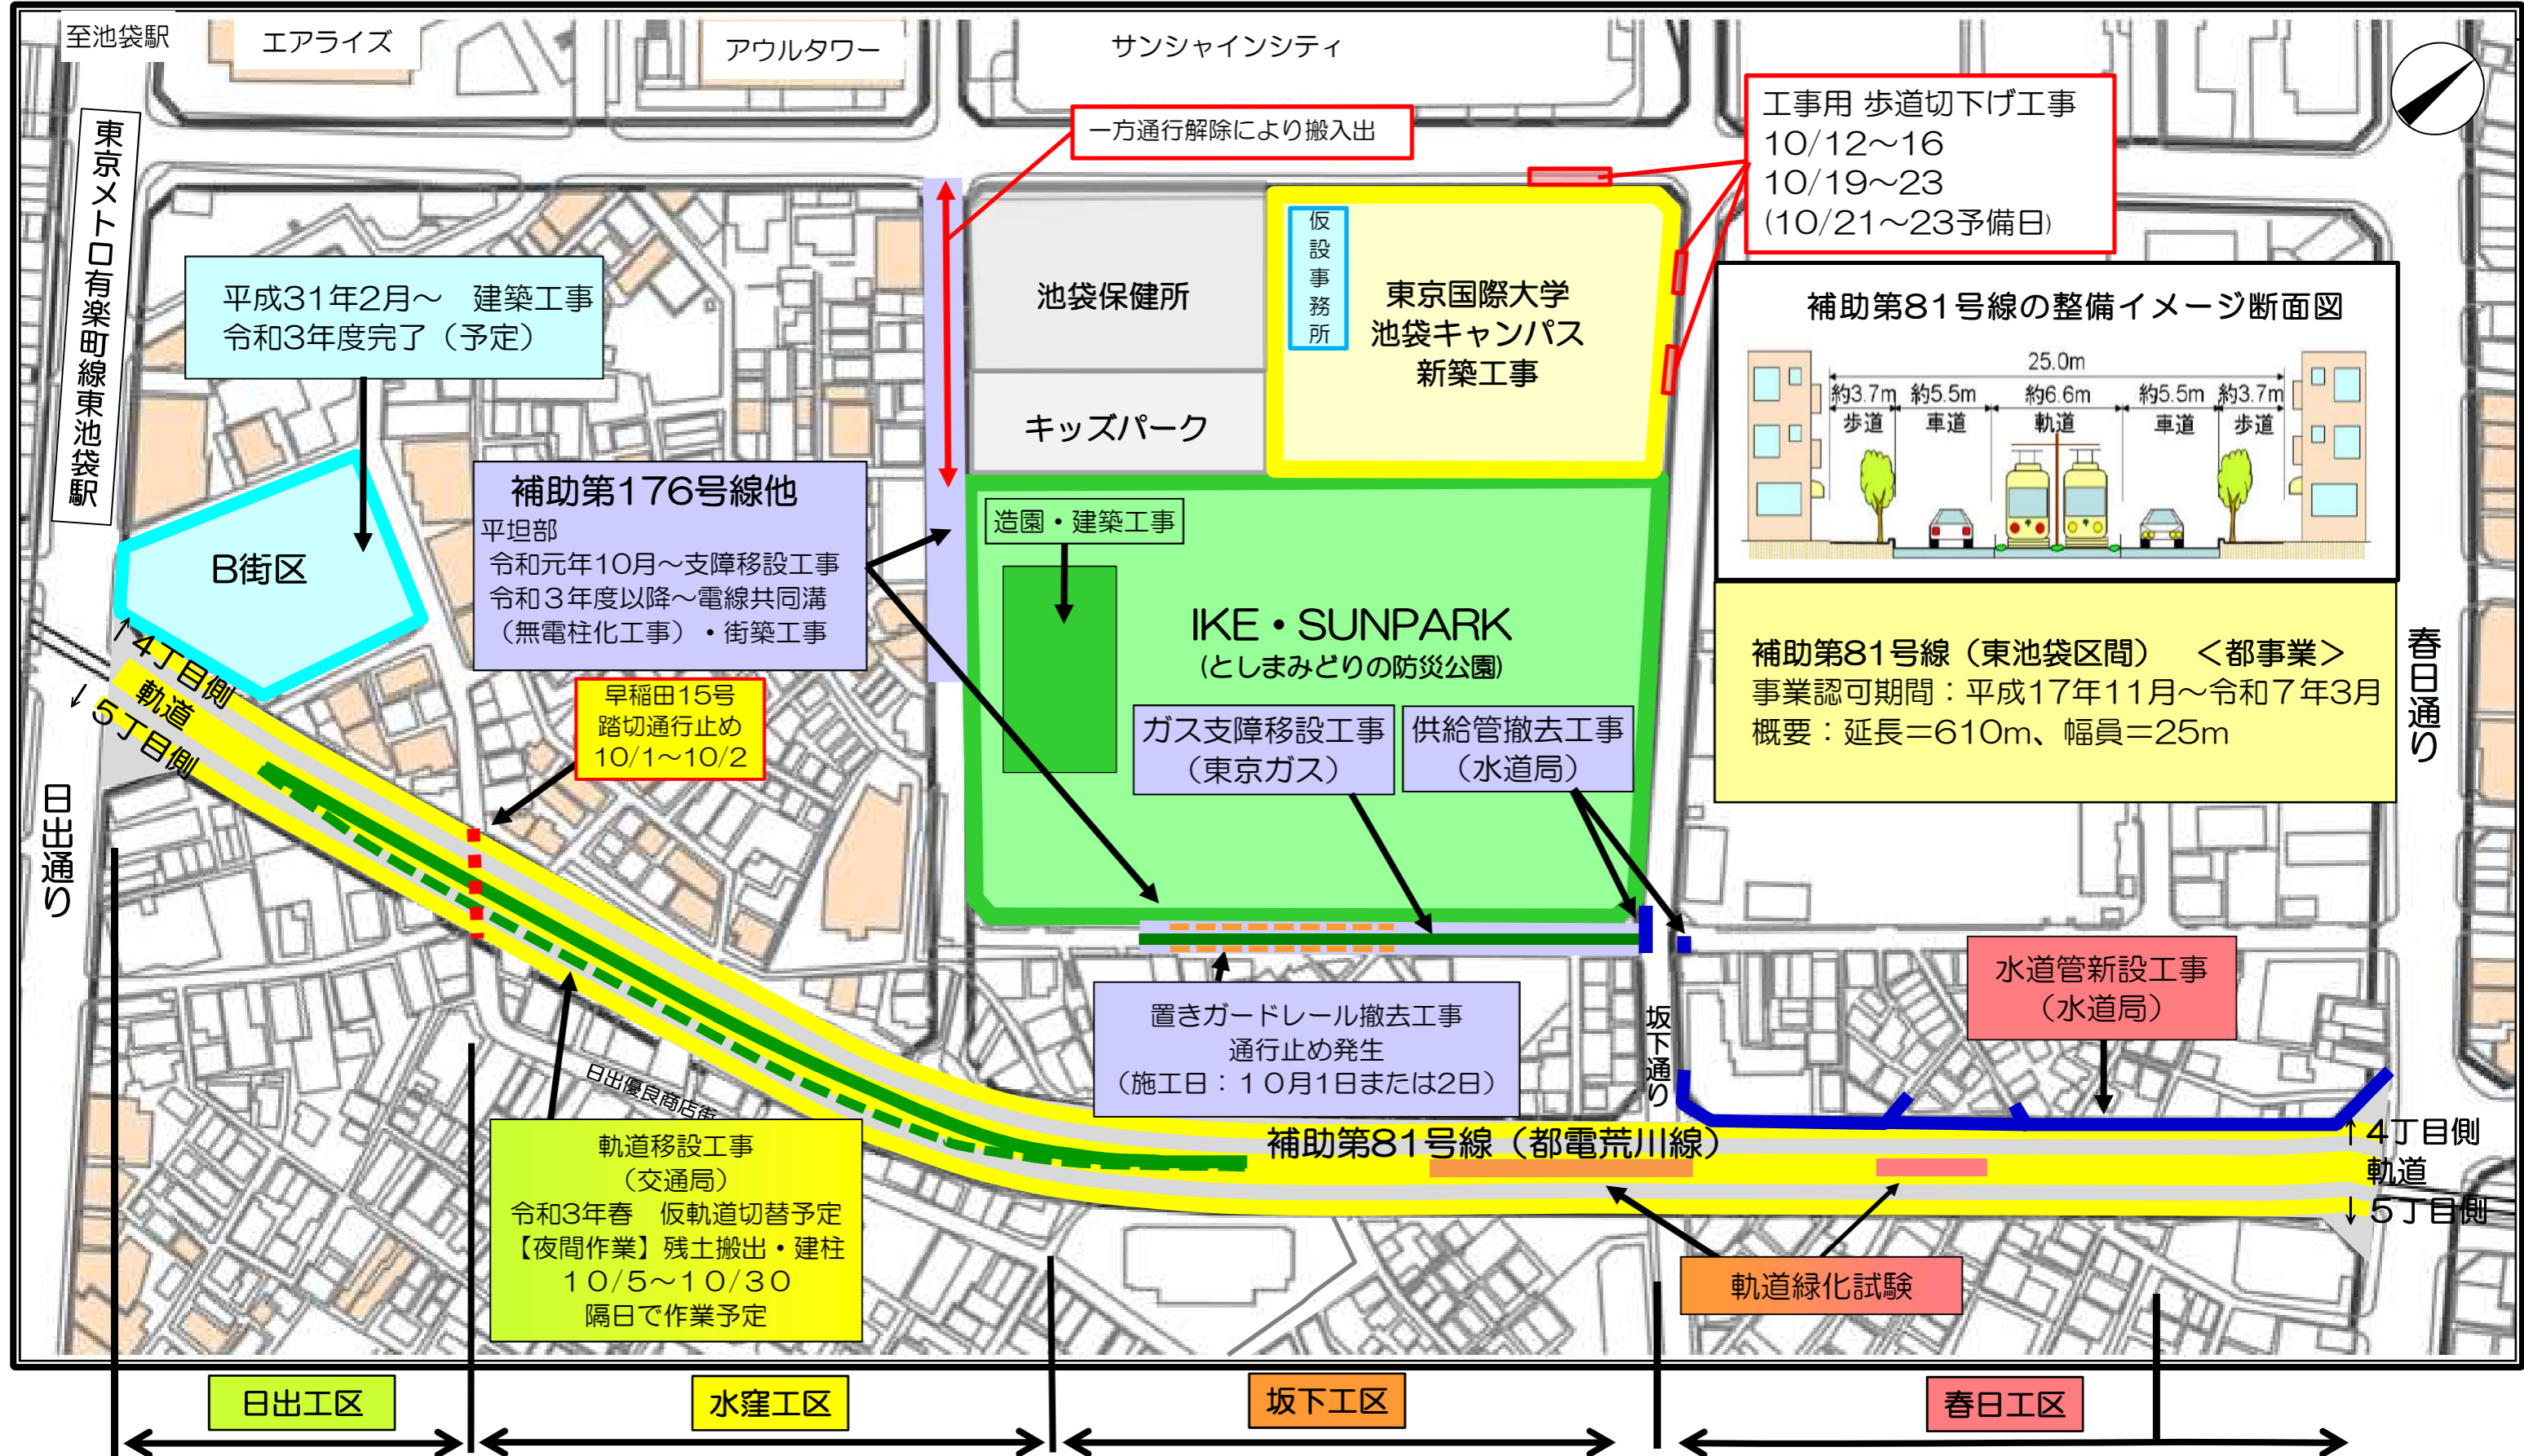 至池袋駅
エアライズ
アウルタワー
サンシャインシティ
東京メトロ有楽町線東池袋駅
一方通行解除により搬入出
工事用 歩道切下げ工事
10/12～16
10/19～23
(10/21～23予備日)
平成31年2月～　建築工事
令和3年度完了（予定）
池袋保健所
キッズパーク
仮設事務所
東京国際大学
池袋キャンパス
新築工事
補助第81号線の整備イメージ断面図
25.0m
約3.7m 約5.5m 約6.6m 約5.5m 約3.7m
歩道 車道 軌道 車道 歩道
補助第176号線他
平坦部
令和元年10月～支障移設工事
令和３年度以降～電線共同溝
（無電柱化工事）・街築工事
造園・建築工事
B街区
IKE・SUNPARK
(としまみどりの防災公園)
補助第81号線（東池袋区間）　＜都事業＞
事業認可期間：平成17年11月～令和7年3月
概要：延長＝610m、幅員＝25m
春日通り
↑4丁目側
軌道
↓5丁目側
早稲田15号
踏切通行止め
10/1～10/2
ガス支障移設工事
（東京ガス）
供給管撤去工事
（水道局）
日出通り
置きガードレール撤去工事
通行止め発生
（施工日：１０月1日または2日）
坂下通り
水道管新設工事
（水道局）
日出優良商店街
軌道移設工事
（交通局）
令和3年春　仮軌道切替予定
【夜間作業】残土搬出・建柱
１０/５～１０/３０
隔日で作業予定
補助第81号線（都電荒川線）
↑4丁目側
軌道
↓5丁目側
軌道緑化試験
日出工区
水窪工区
坂下工区
春日工区